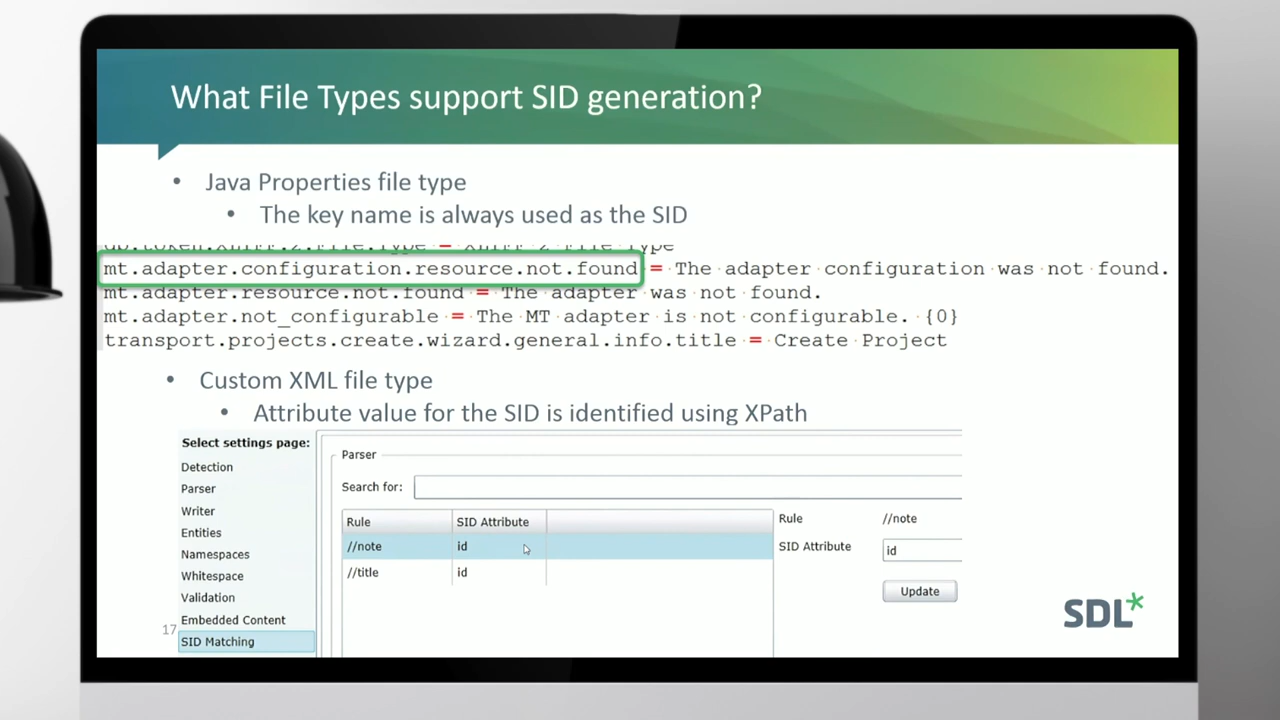 What File Types support SID generation?
• Java Properties file type
• The key name is always used as the SID
mt.adapter.configuration.resource.not.found = The adapter configuration was not found.
mt.adapter.resource.not.found = The adapter was not found.
mt.adapter.not_configurable = The MT adapter is not configurable. {0}
transport.projects.create.wizard.general.info.title = Create Project
• Custom XML file type
• Attribute value for the SID is identified using XPath
Select settings page:
Detection
Parser
Writer
Entities
Namespaces
Whitespace
Validation
Embedded Content
SID Matching
Parser
Search for:
Rule SID Attribute
//note id
//title id
Rule //note
SID Attribute id
Update
17
SDL*